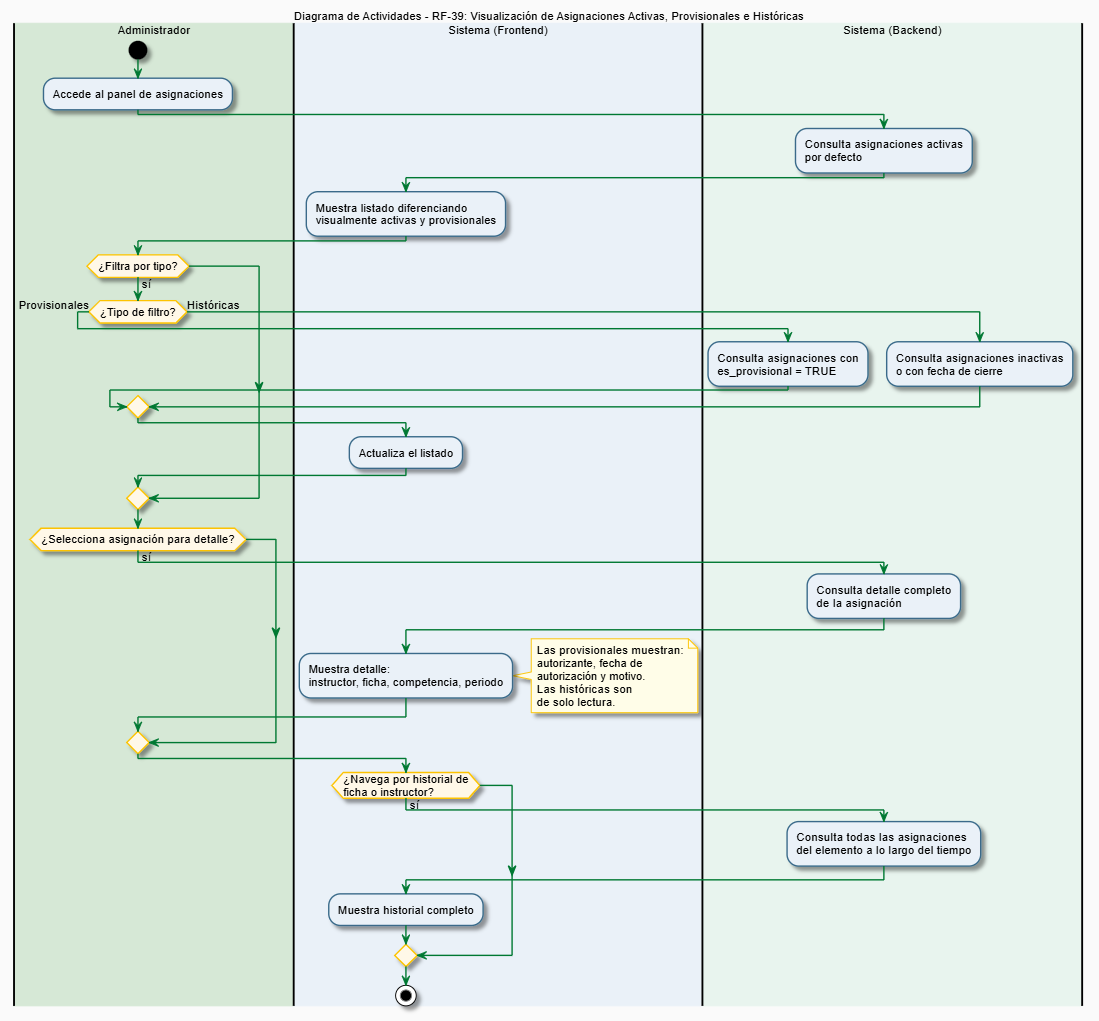 Diagrama de Actividades - RF-39: Visualización de Asignaciones Activas, Provisionales e Históricas
Administrador
Sistema (Frontend)
Sistema (Backend)
Accede al panel de asignaciones
Consulta asignaciones activas
por defecto
Muestra listado diferenciando
visualmente activas y provisionales
¿Filtra por tipo?
sí
Provisionales
¿Tipo de filtro?
Históricas
Consulta asignaciones con
es_provisional = TRUE
Consulta asignaciones inactivas
o con fecha de cierre
Actualiza el listado
¿Selecciona asignación para detalle?
sí
Consulta detalle completo
de la asignación
Muestra detalle:
instructor, ficha, competencia, periodo
Las provisionales muestran:
autorizante, fecha de
autorización y motivo.
Las históricas son
de solo lectura.
¿Navega por historial de
ficha o instructor?
sí
Consulta todas las asignaciones
del elemento a lo largo del tiempo
Muestra historial completo